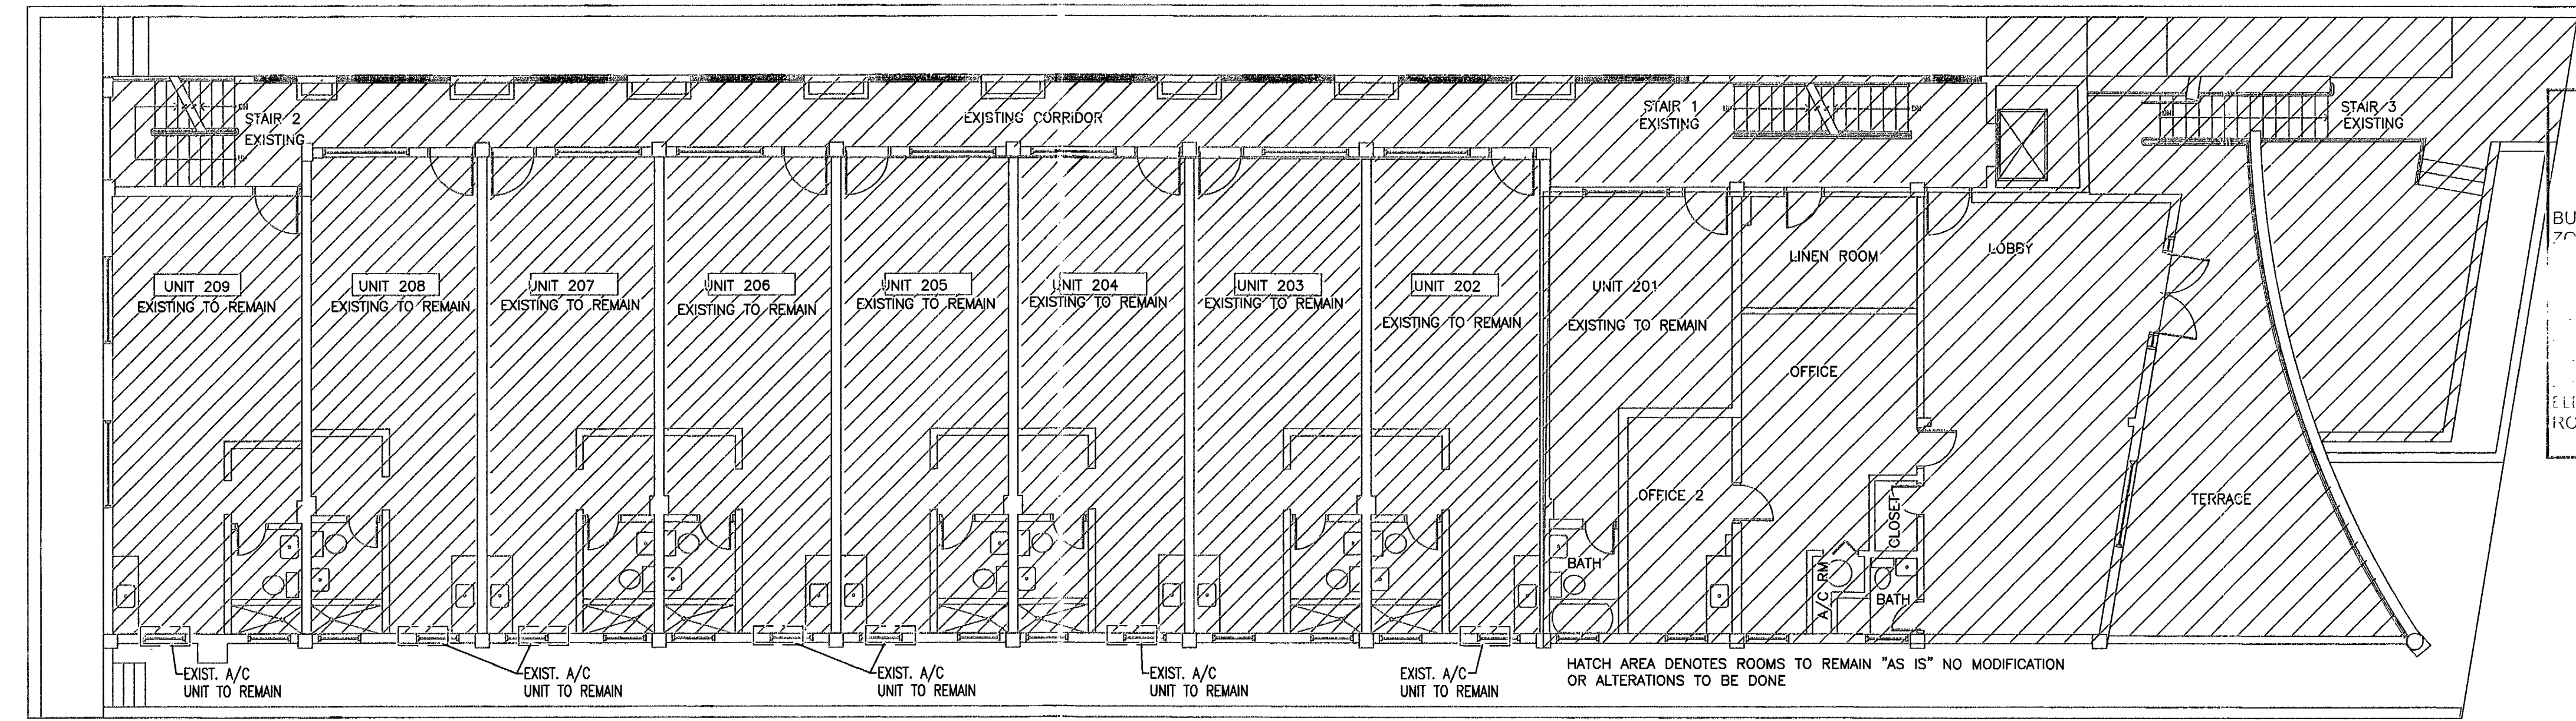 STAIR 2
EXISTING
EXISTING CORRIDOR
STAIR 1
EXISTING
STAIR 3
EXISTING
UNIT 209
EXISTING TO REMAIN
UNIT 208
EXISTING TO REMAIN
UNIT 207
EXISTING TO REMAIN
UNIT 206
EXISTING TO REMAIN
UNIT 205
EXISTING TO REMAIN
UNIT 204
EXISTING TO REMAIN
UNIT 203
EXISTING TO REMAIN
UNIT 202
EXISTING TO REMAIN
UNIT 201
EXISTING TO REMAIN
LINEN ROOM
LOBBY
OFFICE
OFFICE 2
CLOSET
BATH
A/C RM
BATH
TERRACE
EXIST. A/C
UNIT TO REMAIN
EXIST. A/C
UNIT TO REMAIN
EXIST. A/C
UNIT TO REMAIN
EXIST. A/C
UNIT TO REMAIN
EXIST. A/C
UNIT TO REMAIN
HATCH AREA DENOTES ROOMS TO REMAIN "AS IS" NO MODIFICATION
OR ALTERATIONS TO BE DONE
BU